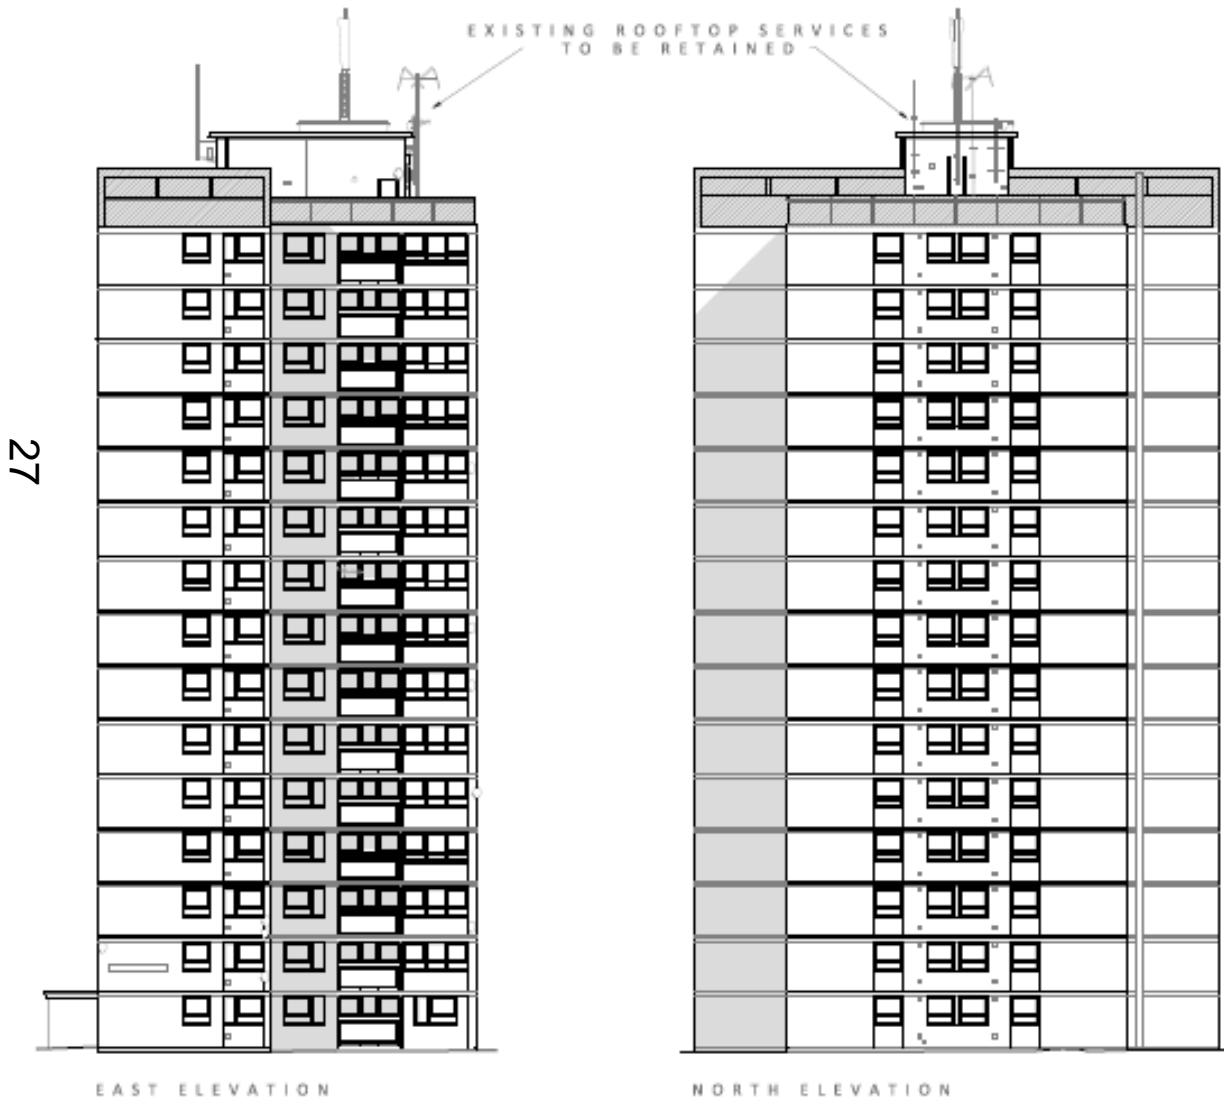 EXISTING ROOFTOP SERVICES
TO BE RETAINED
27
EAST ELEVATION
NORTH ELEVATION